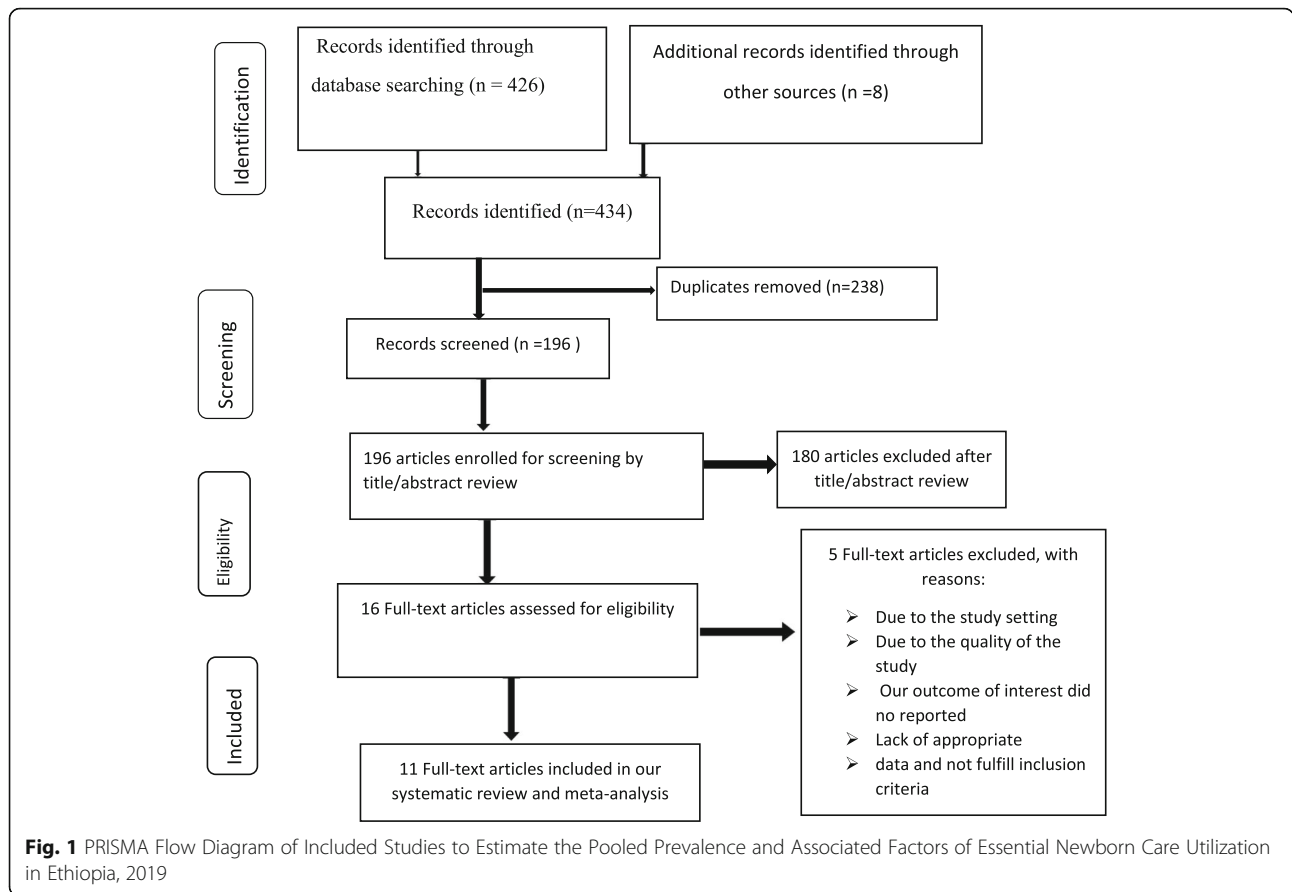 Identification
Records identified through
database searching (n = 426)
Additional records identified through
other sources (n =8)
Records identified (n=434)
Duplicates removed (n=238)
Screening
Records screened (n =196 )
196 articles enrolled for screening by
title/abstract review
180 articles excluded after
title/abstract review
Eligibility
16 Full-text articles assessed for eligibility
5 Full-text articles excluded, with
reasons:
➢ Due to the study setting
➢ Due to the quality of the
study
➢ Our outcome of interest did
no reported
➢ Lack of appropriate
➢ data and not fulfill inclusion
criteria
Included
11 Full-text articles included in our
systematic review and meta-analysis
Fig. 1 PRISMA Flow Diagram of Included Studies to Estimate the Pooled Prevalence and Associated Factors of Essential Newborn Care Utilization
in Ethiopia, 2019